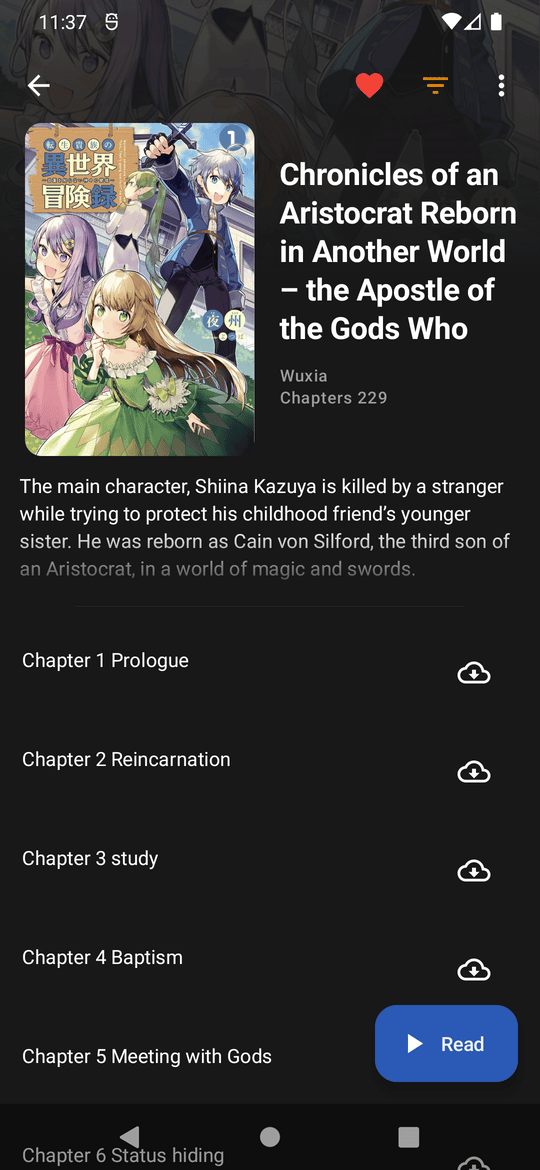 11:37
転生貴族の
異世界
冒険録
1
夜州
Chronicles of an
Aristocrat Reborn
in Another World
– the Apostle of
the Gods Who
Wuxia
Chapters 229
The main character, Shiina Kazuya is killed by a stranger
while trying to protect his childhood friend’s younger
sister. He was reborn as Cain von Silford, the third son of
an Aristocrat, in a world of magic and swords.
Chapter 1 Prologue
Chapter 2 Reincarnation
Chapter 3 study
Chapter 4 Baptism
Chapter 5 Meeting with Gods
Read
Chapter 6 Status hiding